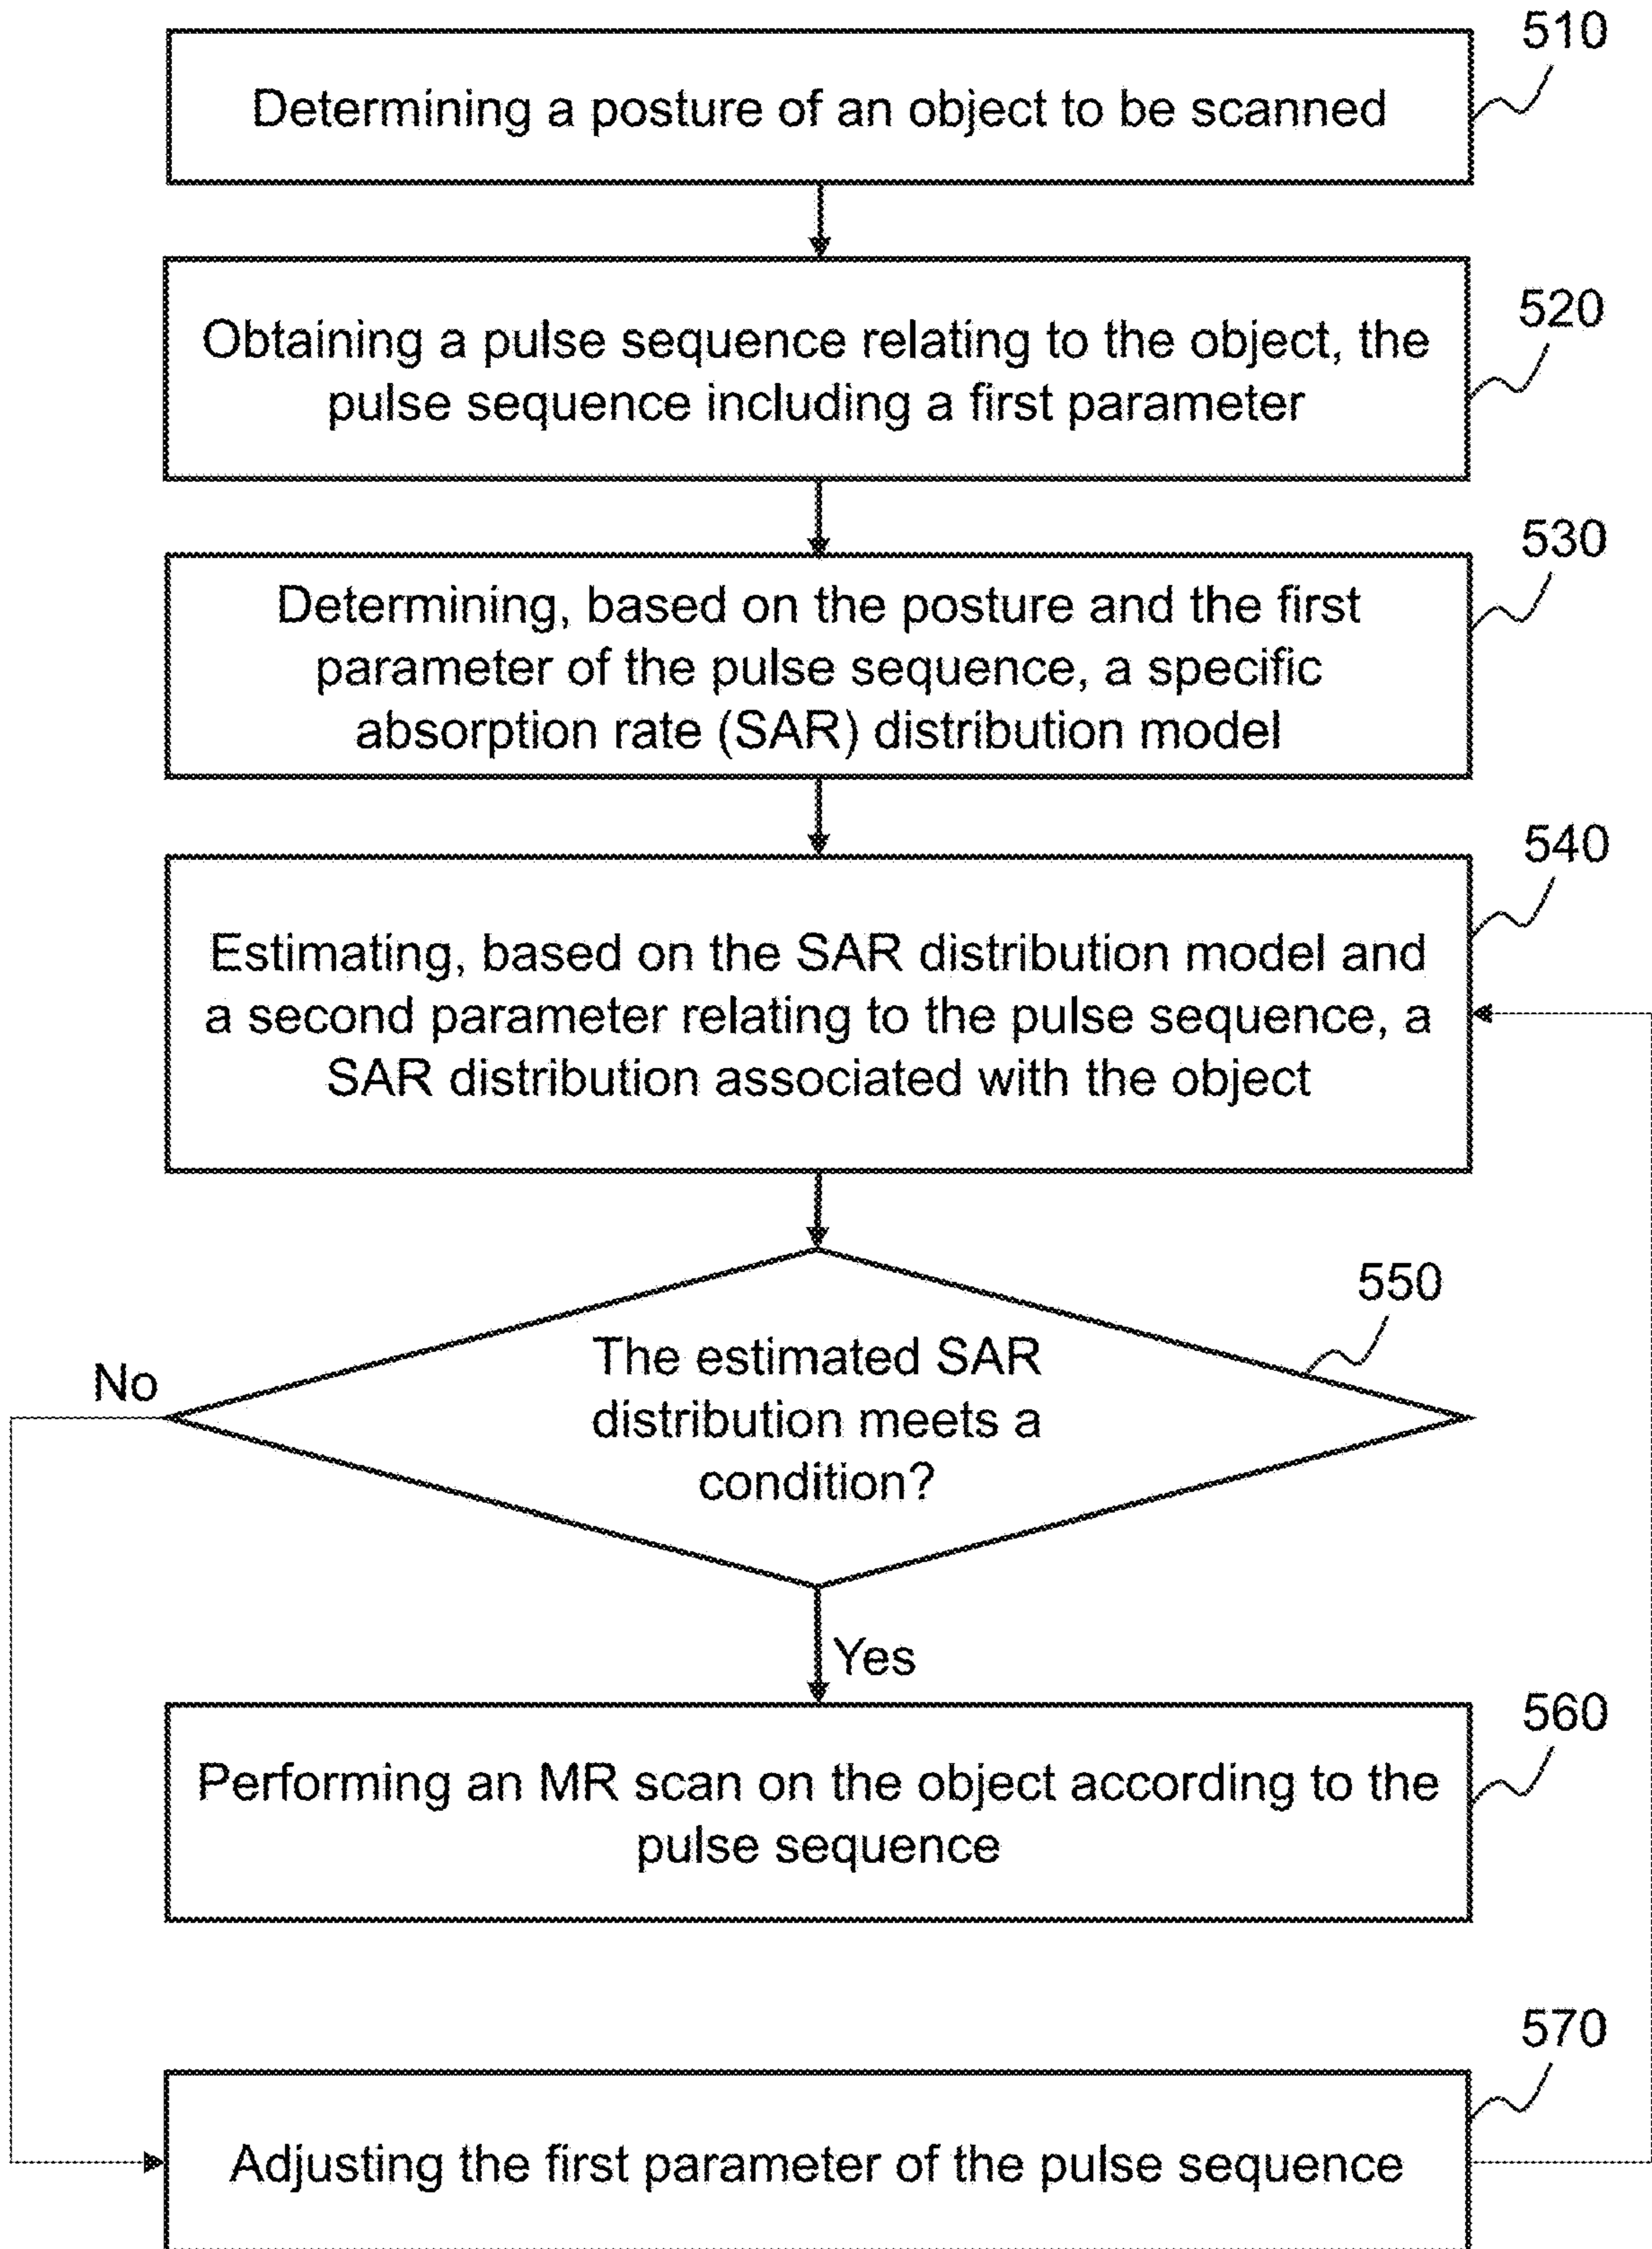 510
Determining a posture of an object to be scanned
520
Obtaining a pulse sequence relating to the object, the
pulse sequence including a first parameter
530
Determining, based on the posture and the first
parameter of the pulse sequence, a specific
absorption rate (SAR) distribution model
540
Estimating, based on the SAR distribution model and
a second parameter relating to the pulse sequence, a
SAR distribution associated with the object
550
The estimated SAR
distribution meets a
condition?
No
Yes
560
Performing an MR scan on the object according to the
pulse sequence
570
Adjusting the first parameter of the pulse sequence